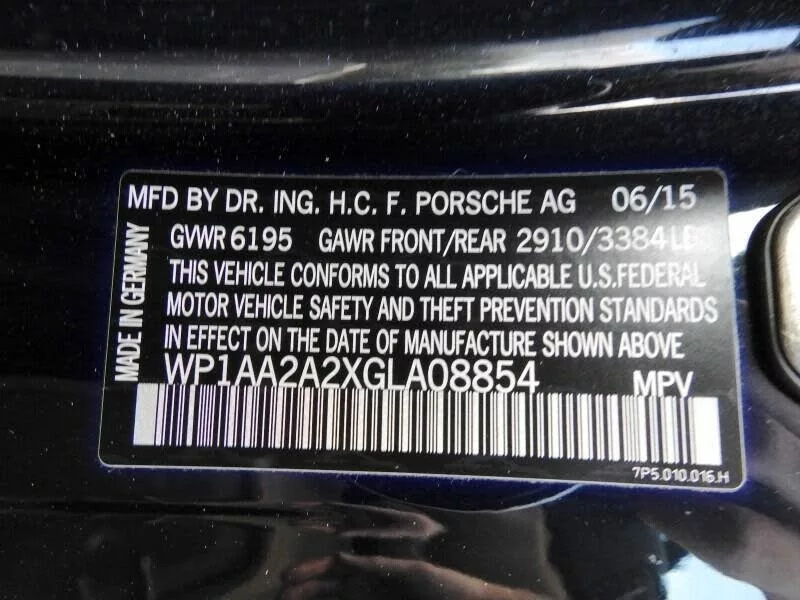 MFD BY DR. ING. H.C. F. PORSCHE AG 06/15
GVWR 6195 GAWR FRONT/REAR 2910/3384 LBS
THIS VEHICLE CONFORMS TO ALL APPLICABLE U.S.FEDERAL
MOTOR VEHICLE SAFETY AND THEFT PREVENTION STANDARDS
IN EFFECT ON THE DATE OF MANUFACTURE SHOWN ABOVE
WP1AA2A2XGLA08854 MPV
7P5.010.016.H
MADE IN GERMANY